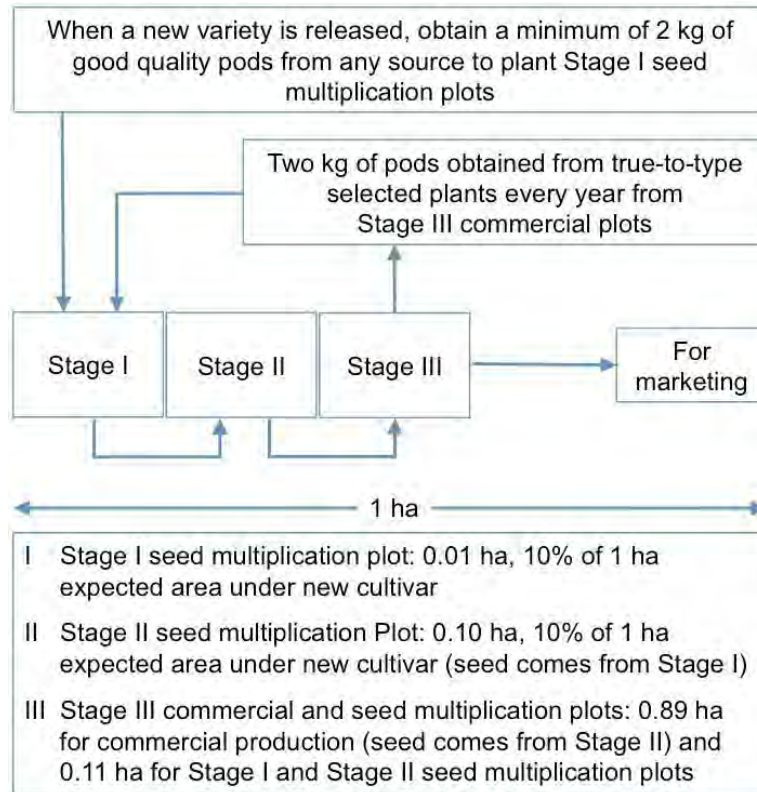 When a new variety is released, obtain a minimum of 2 kg of
good quality pods from any source to plant Stage I seed
multiplication plots
Two kg of pods obtained from true-to-type
selected plants every year from
Stage III commercial plots
Stage I
Stage II
Stage III
For
marketing
1 ha
I Stage I seed multiplication plot: 0.01 ha, 10% of 1 ha
expected area under new cultivar
II Stage II seed multiplication Plot: 0.10 ha, 10% of 1 ha
expected area under new cultivar (seed comes from Stage I)
III Stage III commercial and seed multiplication plots: 0.89 ha
for commercial production (seed comes from Stage II) and
0.11 ha for Stage I and Stage II seed multiplication plots